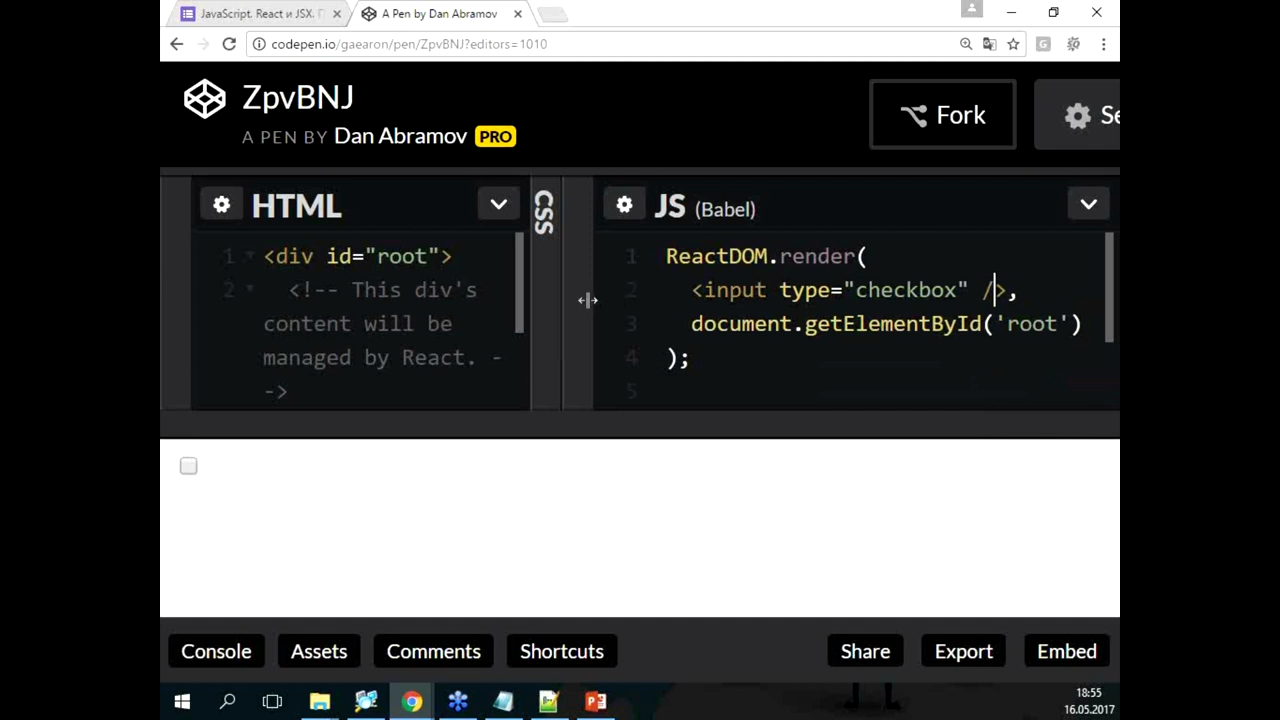 JavaScript. React и JSX.
A Pen by Dan Abramov
codepen.io/gaearon/pen/ZpvBNJ?editors=1010
ZpvBNJ
A PEN BY Dan Abramov PRO
Fork
HTML
CSS
JS (Babel)
1 <div id="root">
2 <!-- This div's
content will be
managed by React. -
->
1 ReactDOM.render(
2 <input type="checkbox" />,
3 document.getElementById('root')
4 );
5
Console
Assets
Comments
Shortcuts
Share
Export
Embed
18:55
16.05.2017